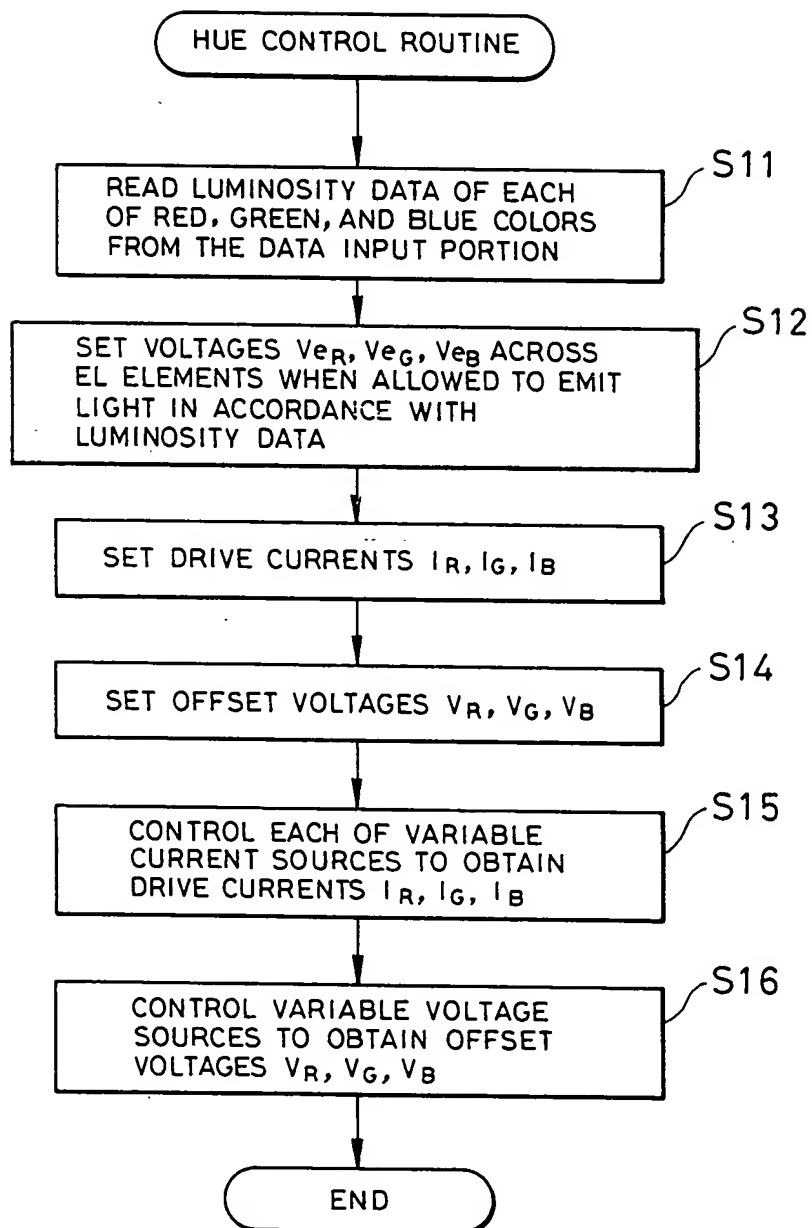 HUE CONTROL ROUTINE
S11
READ LUMINOSITY DATA OF EACH
OF RED, GREEN, AND BLUE COLORS
FROM THE DATA INPUT PORTION
S12
SET VOLTAGES VeR, VeG, VeB ACROSS
EL ELEMENTS WHEN ALLOWED TO EMIT
LIGHT IN ACCORDANCE WITH
LUMINOSITY DATA
S13
SET DRIVE CURRENTS IR, IG, IB
S14
SET OFFSET VOLTAGES VR, VG, VB
S15
CONTROL EACH OF VARIABLE
CURRENT SOURCES TO OBTAIN
DRIVE CURRENTS IR, IG, IB
S16
CONTROL VARIABLE VOLTAGE
SOURCES TO OBTAIN OFFSET
VOLTAGES VR, VG, VB
END